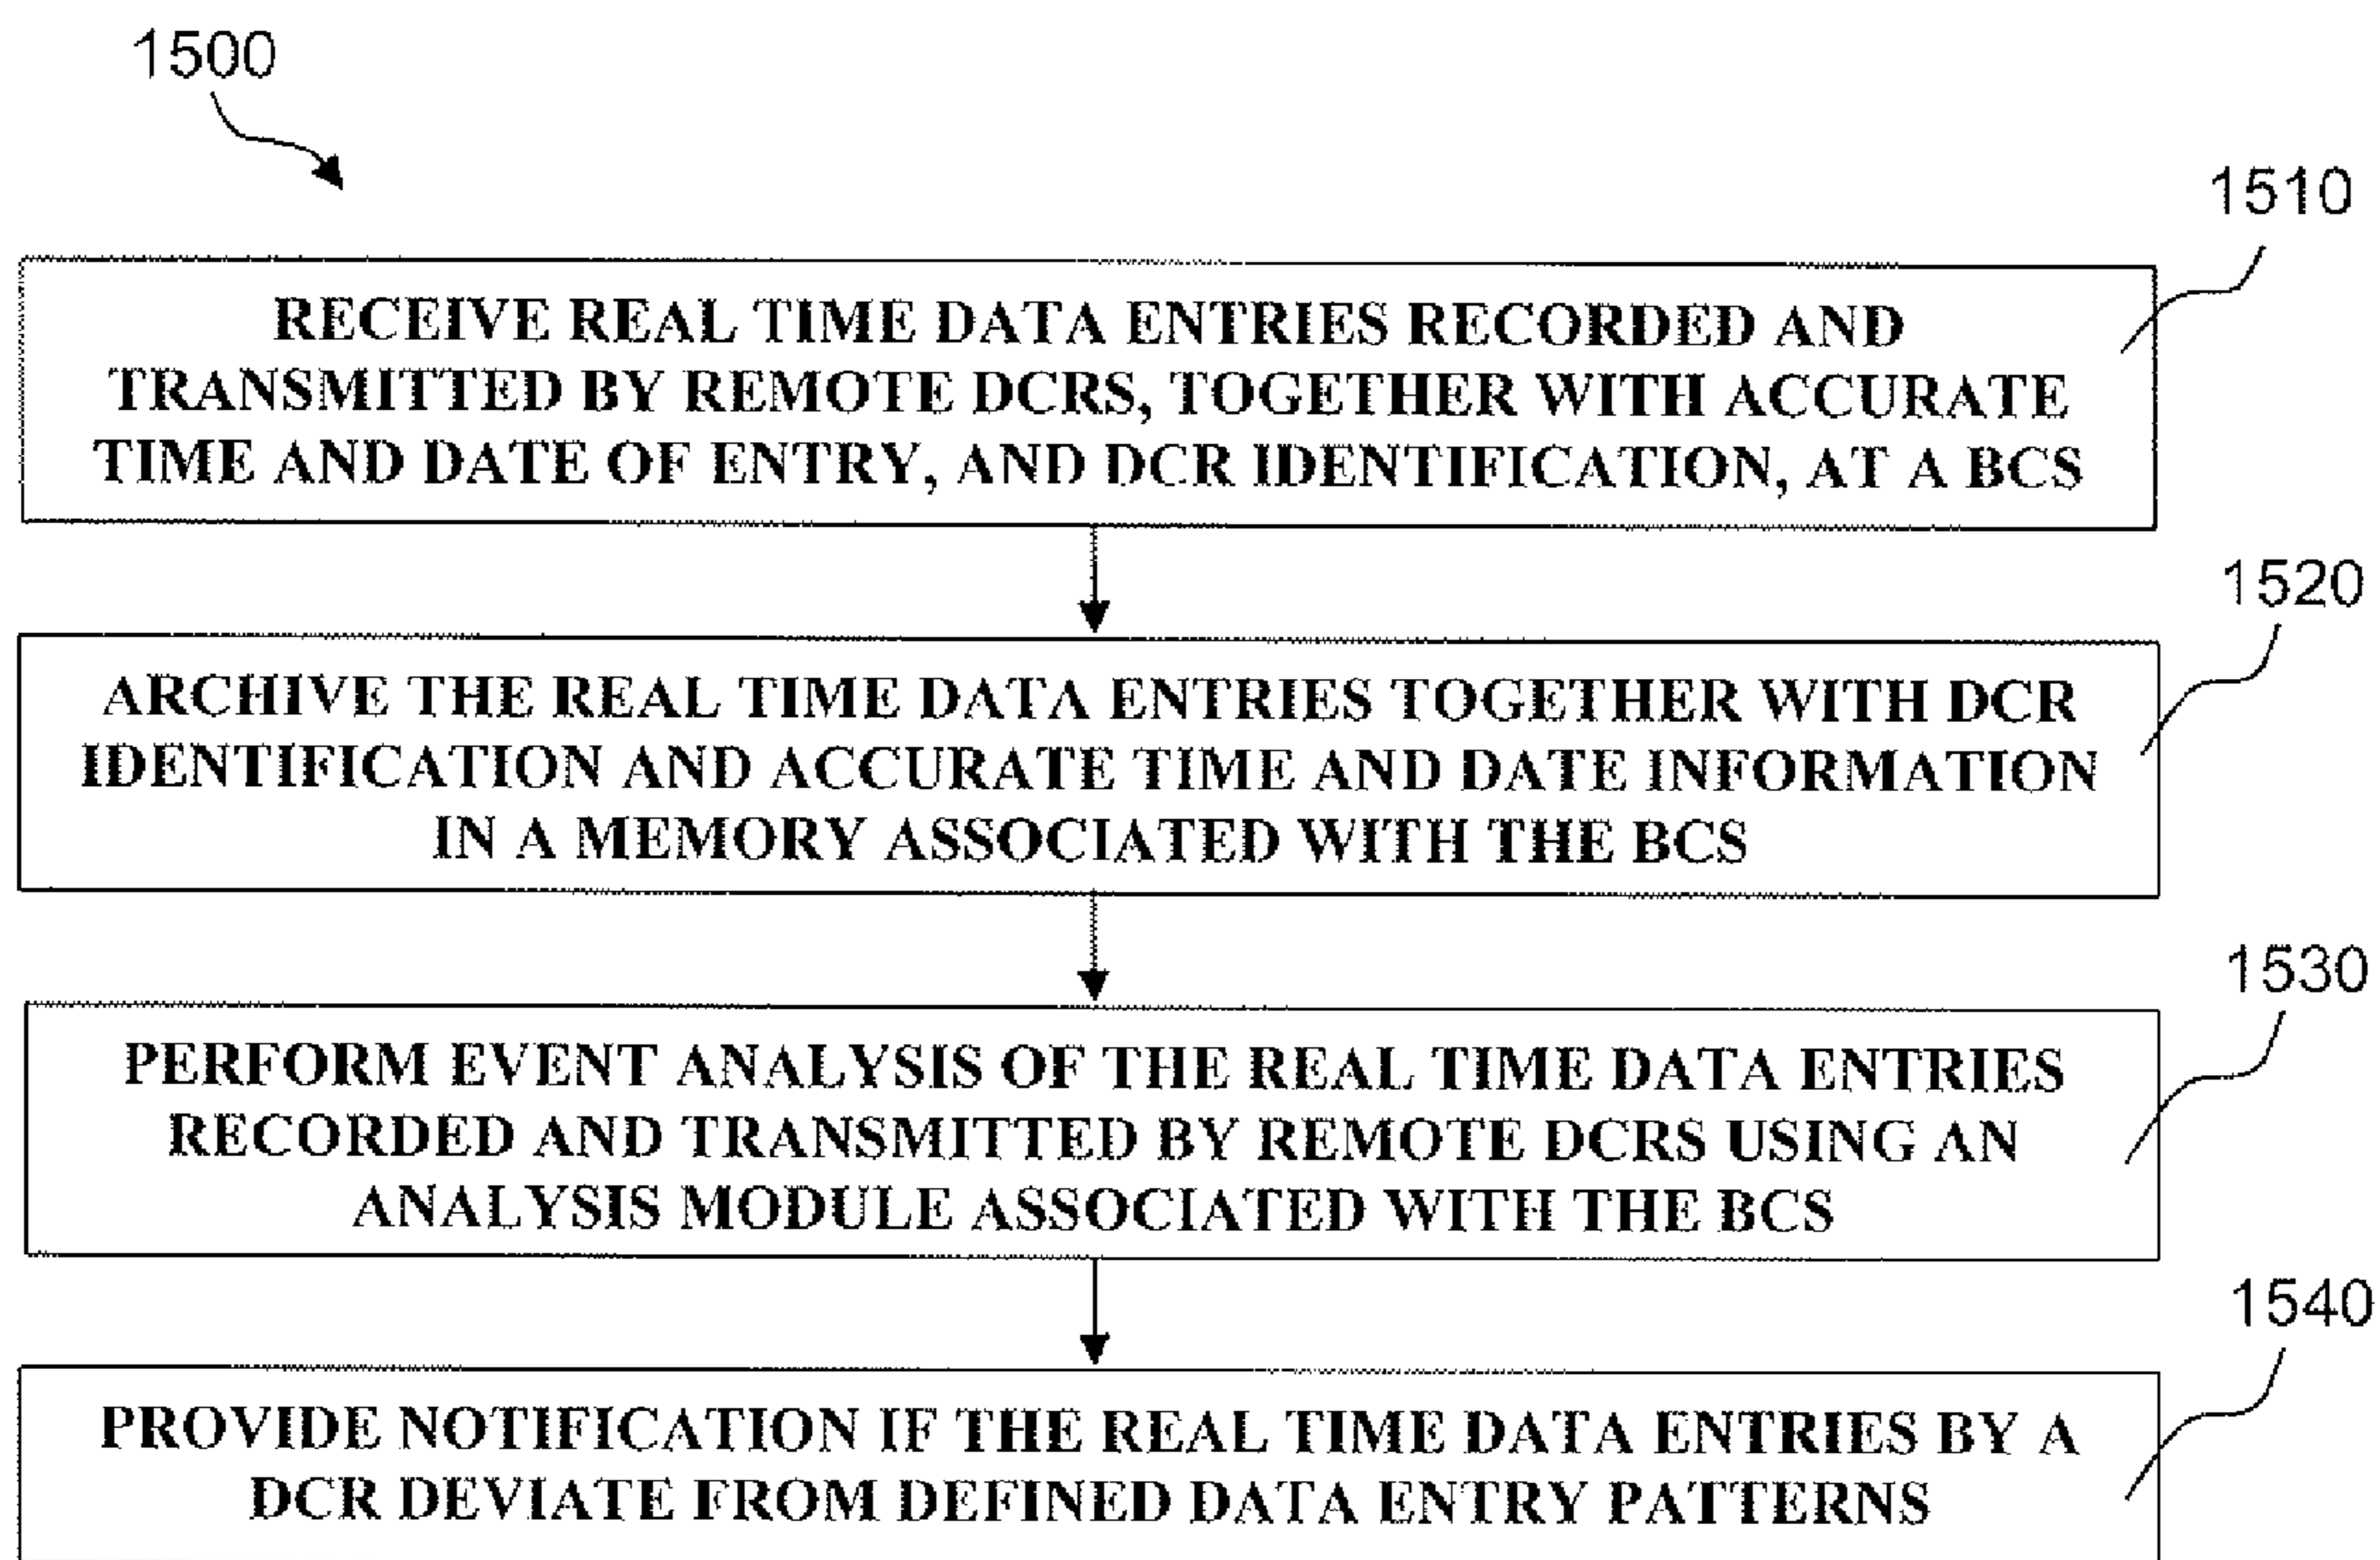 1500
1510
RECEIVE REAL TIME DATA ENTRIES RECORDED AND
TRANSMITTED BY REMOTE DCRS, TOGETHER WITH ACCURATE
TIME AND DATE OF ENTRY, AND DCR IDENTIFICATION, AT A BCS
1520
ARCHIVE THE REAL TIME DATA ENTRIES TOGETHER WITH DCR
IDENTIFICATION AND ACCURATE TIME AND DATE INFORMATION
IN A MEMORY ASSOCIATED WITH THE BCS
1530
PERFORM EVENT ANALYSIS OF THE REAL TIME DATA ENTRIES
RECORDED AND TRANSMITTED BY REMOTE DCRS USING AN
ANALYSIS MODULE ASSOCIATED WITH THE BCS
1540
PROVIDE NOTIFICATION IF THE REAL TIME DATA ENTRIES BY A
DCR DEVIATE FROM DEFINED DATA ENTRY PATTERNS